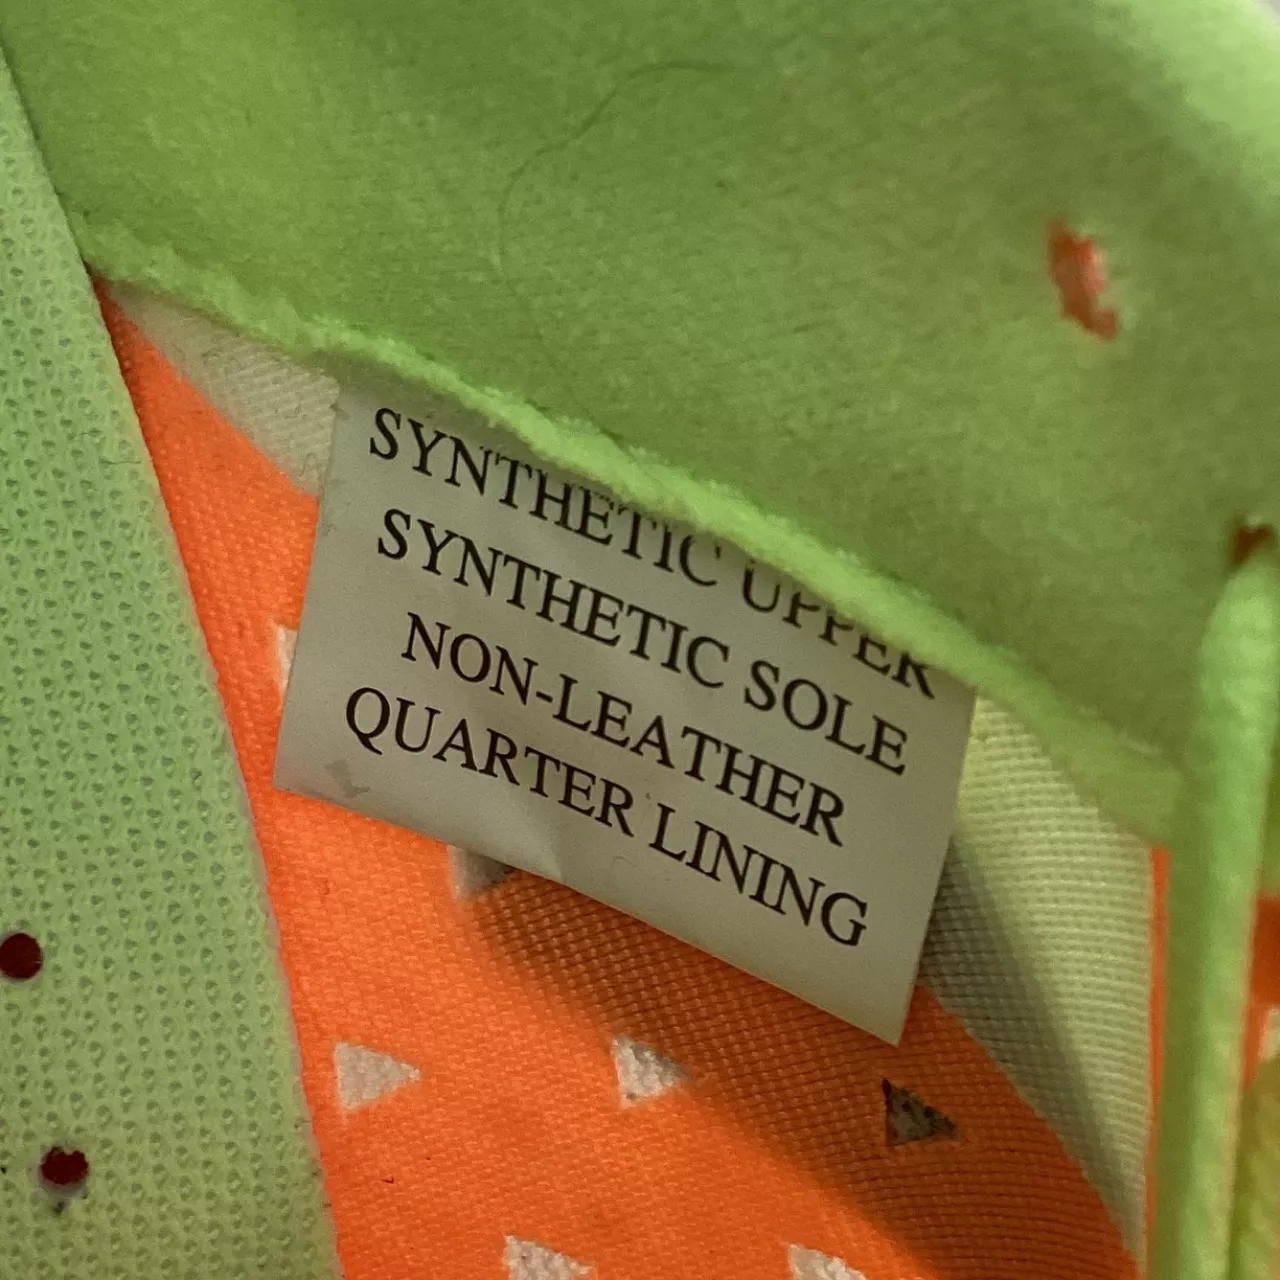 SYNTHETIC UPPER
SYNTHETIC SOLE
NON-LEATHER
QUARTER LINING